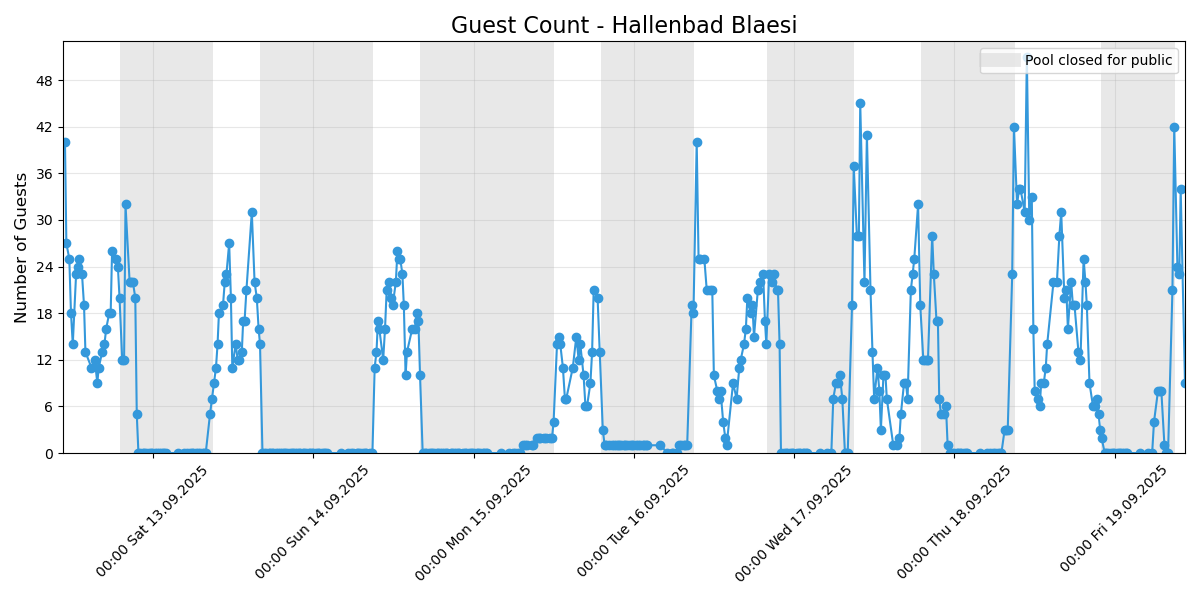 Guest Count - Hallenbad Blaesi
Pool closed for public
Number of Guests
48
42
36
30
24
18
12
6
0
00:00 Sat 13.09.2025
00:00 Sun 14.09.2025
00:00 Mon 15.09.2025
00:00 Tue 16.09.2025
00:00 Wed 17.09.2025
00:00 Thu 18.09.2025
00:00 Fri 19.09.2025